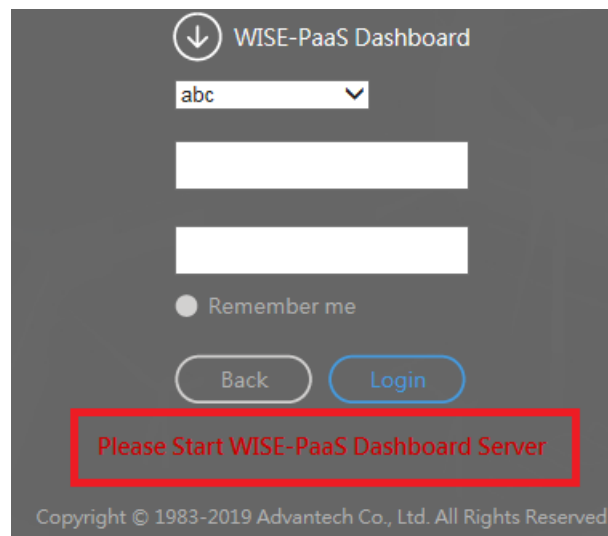 WISE-PaaS Dashboard
abc
Remember me
Back
Login
Please Start WISE-PaaS Dashboard Server
Copyright © 1983-2019 Advantech Co., Ltd. All Rights Reserved